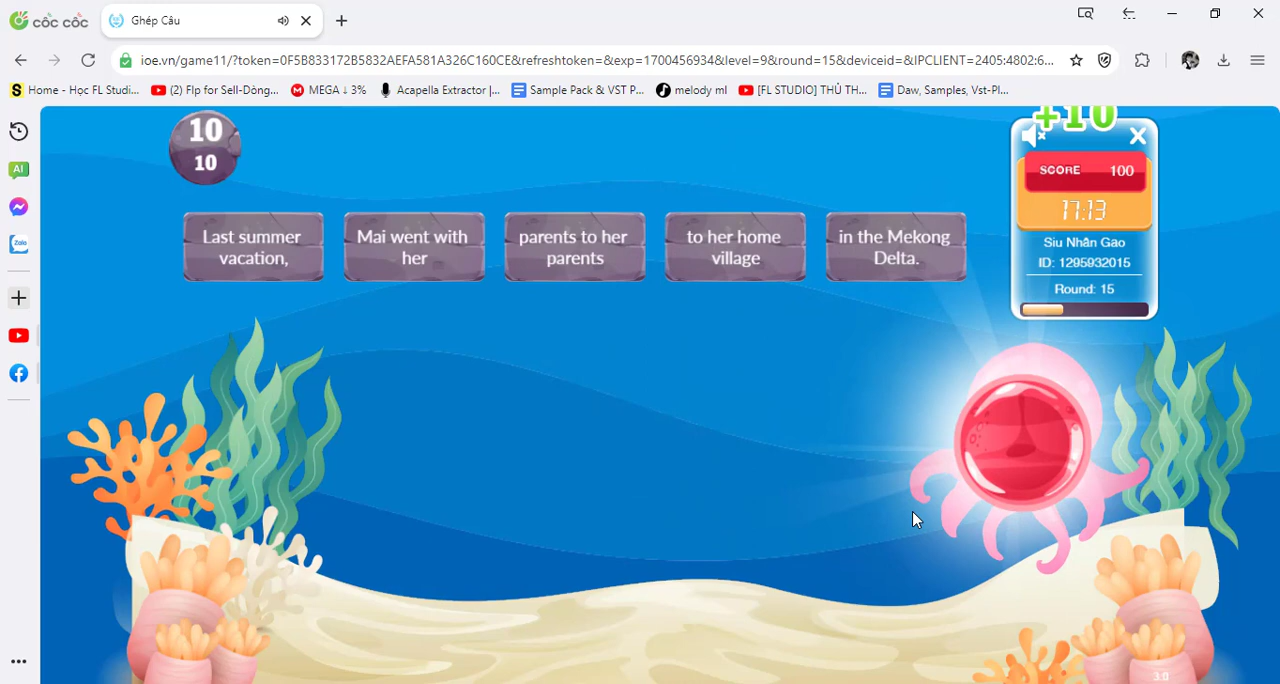 cốc cốc
Ghép Câu
ioe.vn/game11/?token=0F5B833172B5832AEFA581A326C160CE&refreshtoken=&exp=1700456934&level=9&round=15&deviceid=&IPCLIENT=2405:4802:6...
Home - Học FL Studi...
(2) Flp for Sell-Dòng...
MEGA ↓ 3%
Acapella Extractor |...
Sample Pack & VST P...
melody ml
[FL STUDIO] THỦ TH...
Daw, Samples, Vst-Pl...
AI
Zalo
10
10
+10
SCORE 100
17:13
Siu Nhân Gao
ID: 1295932015
Round: 15
Last summer
vacation,
Mai went with
her
parents to her
parents
to her home
village
in the Mekong
Delta.
3.0